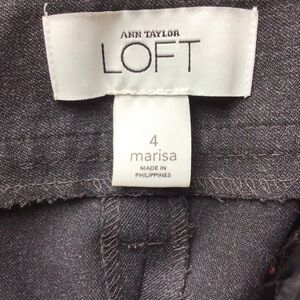 ANN TAYLOR
LOFT
4
marisa
MADE IN
PHILIPPINES